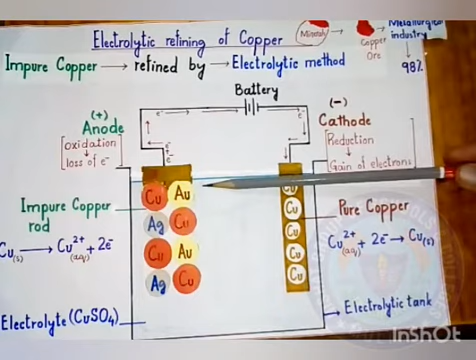 Electrolytic refining of Copper
Minerals → Copper Ore
Metallurgical industry
↓
98%
Impure Copper → refined by → Electrolytic method
Battery
e⁻ e⁻
(+)
Anode
oxidation
↓
loss of e⁻
e⁻
e⁻
(-)
Cathode
Reduction
↓
Gain of electrons
Cu Au
Ag Cu
Cu Au
Ag Cu
Cu
Cu
Cu
Cu
Cu
Impure Copper rod
Cu(s) → Cu²⁺(aq) + 2e⁻
Pure Copper
Cu²⁺(aq) + 2e⁻ → Cu(s)
Electrolyte (CuSO₄)
Electrolytic tank
InShOt